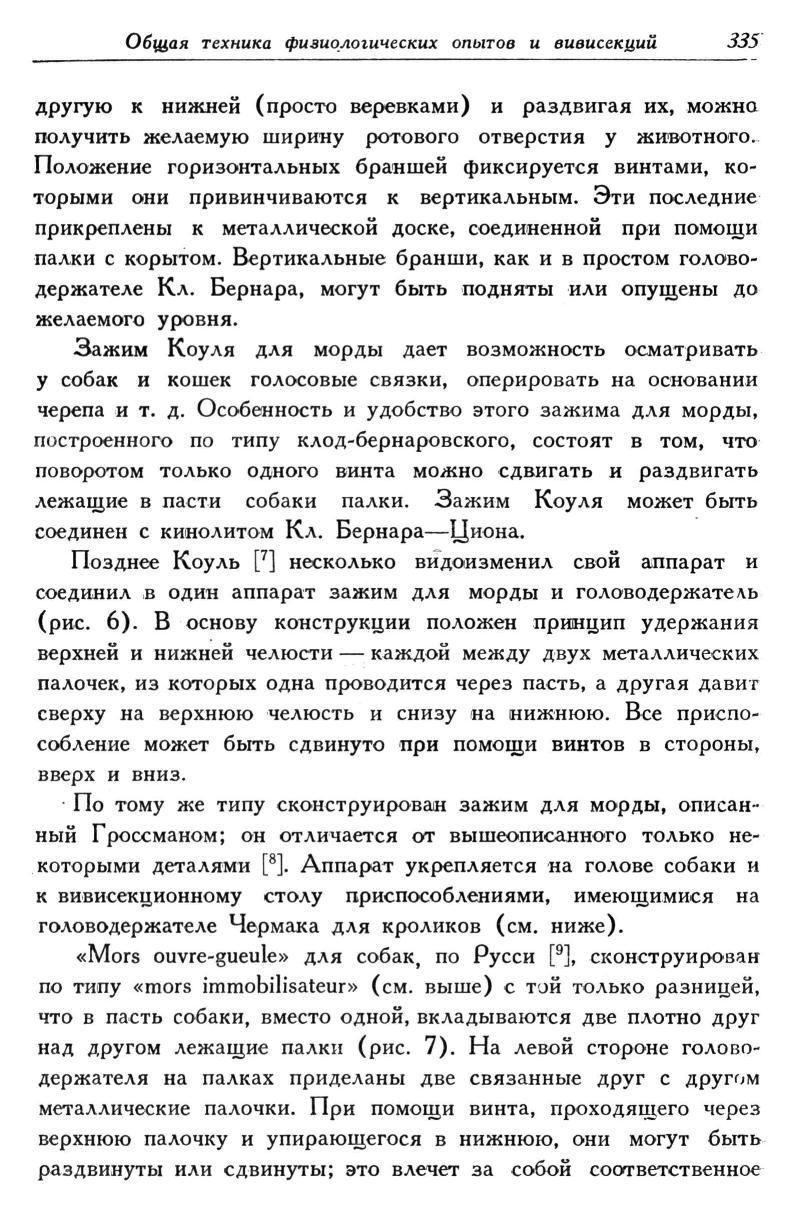 Общая техника физиологических опытов и вивисекций 335
другую к нижней (просто веревками) и раздвигая их, можно
получить желаемую ширину ротового отверстия у животного.
Положение горизонтальных браншей фиксируется винтами, ко-
торыми они привинчиваются к вертикальным. Эти последние
прикреплены к металлической доске, соединенной при помощи
палки с корытом. Вертикальные бранши, как и в простом голово-
держателе Кл. Бернара, могут быть подняты или опущены до
желаемого уровня.
Зажим Коуля для морды дает возможность осматривать
у собак и кошек голосовые связки, оперировать на основании
черепа и т. д. Особенность и удобство этого зажима для морды,
построенного по типу клод-бернаровского, состоят в том, что
поворотом только одного винта можно сдвигать и раздвигать
лежащие в пасти собаки палки. Зажим Коуля может быть
соединен с кинолитом Кл. Бернара—Циона.
Позднее Коуль [7] несколько видоизменил свой аппарат и
соединил в один аппарат зажим для морды и головодержатель
(рис. 6). В основу конструкции положен принцип удержания
верхней и нижней челюсти — каждой между двух металлических
палочек, из которых одна проводится через пасть, а другая давит
сверху на верхнюю челюсть и снизу на нижнюю. Все приспо-
собление может быть сдвинуто при помощи винтов в стороны,
вверх и вниз.
По тому же типу сконструирован зажим для морды, описан-
ный Гроссманом; он отличается от вышеописанного только не-
которыми деталями [8]. Аппарат укрепляется на голове собаки и
к вивисекционному столу приспособлениями, имеющимися на
головодержателе Чермака для кроликов (см. ниже).
«Mors ouvre-gueule» для собак, по Русси [9], сконструирован
по типу «mors immobilisateur» (см. выше) с той только разницей,
что в пасть собаки, вместо одной, вкладываются две плотно друг
над другом лежащие палки (рис. 7). На левой стороне голово-
держателя на палках приделаны две связанные друг с другом
металлические палочки. При помощи винта, проходящего через
верхнюю палочку и упирающегося в нижнюю, они могут быть
раздвинуты или сдвинуты; это влечет за собой соответственное